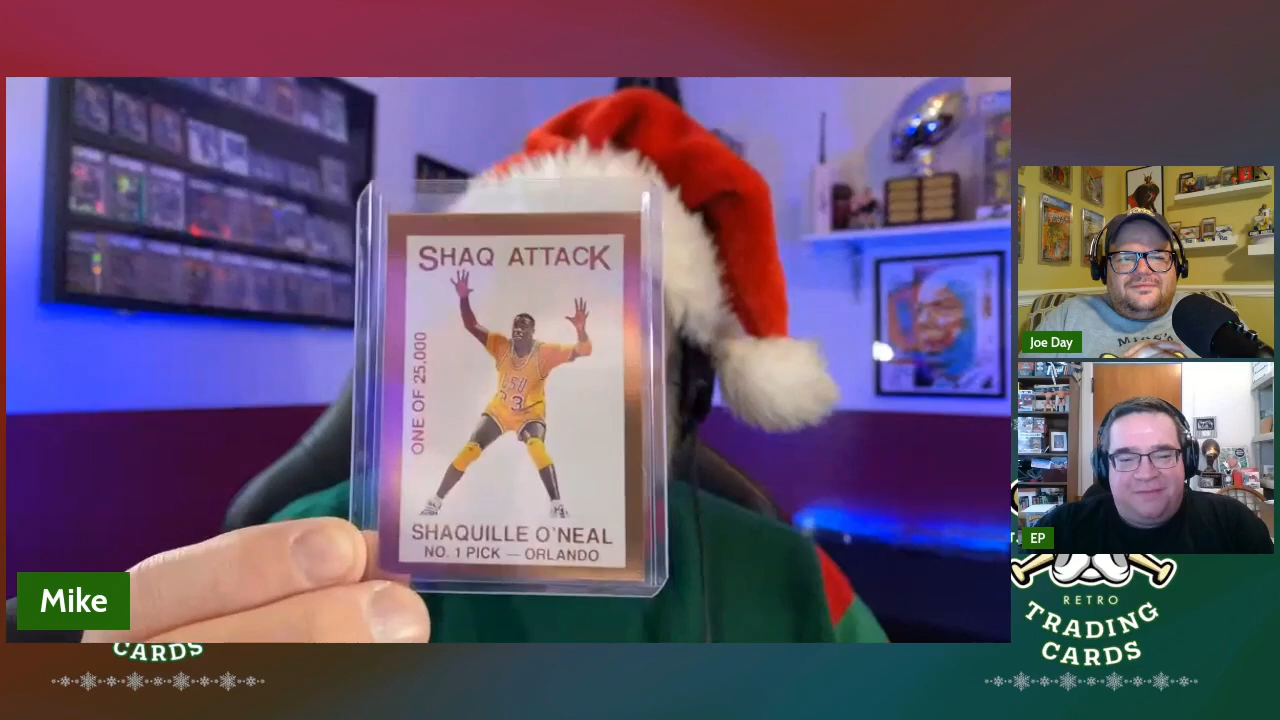 SHAQ ATTACK
ONE OF 25,000
LSU
33
SHAQUILLE O'NEAL
NO. 1 PICK — ORLANDO
Mike
CARDS
Joe Day
EP
RETRO
TRADING
CARDS